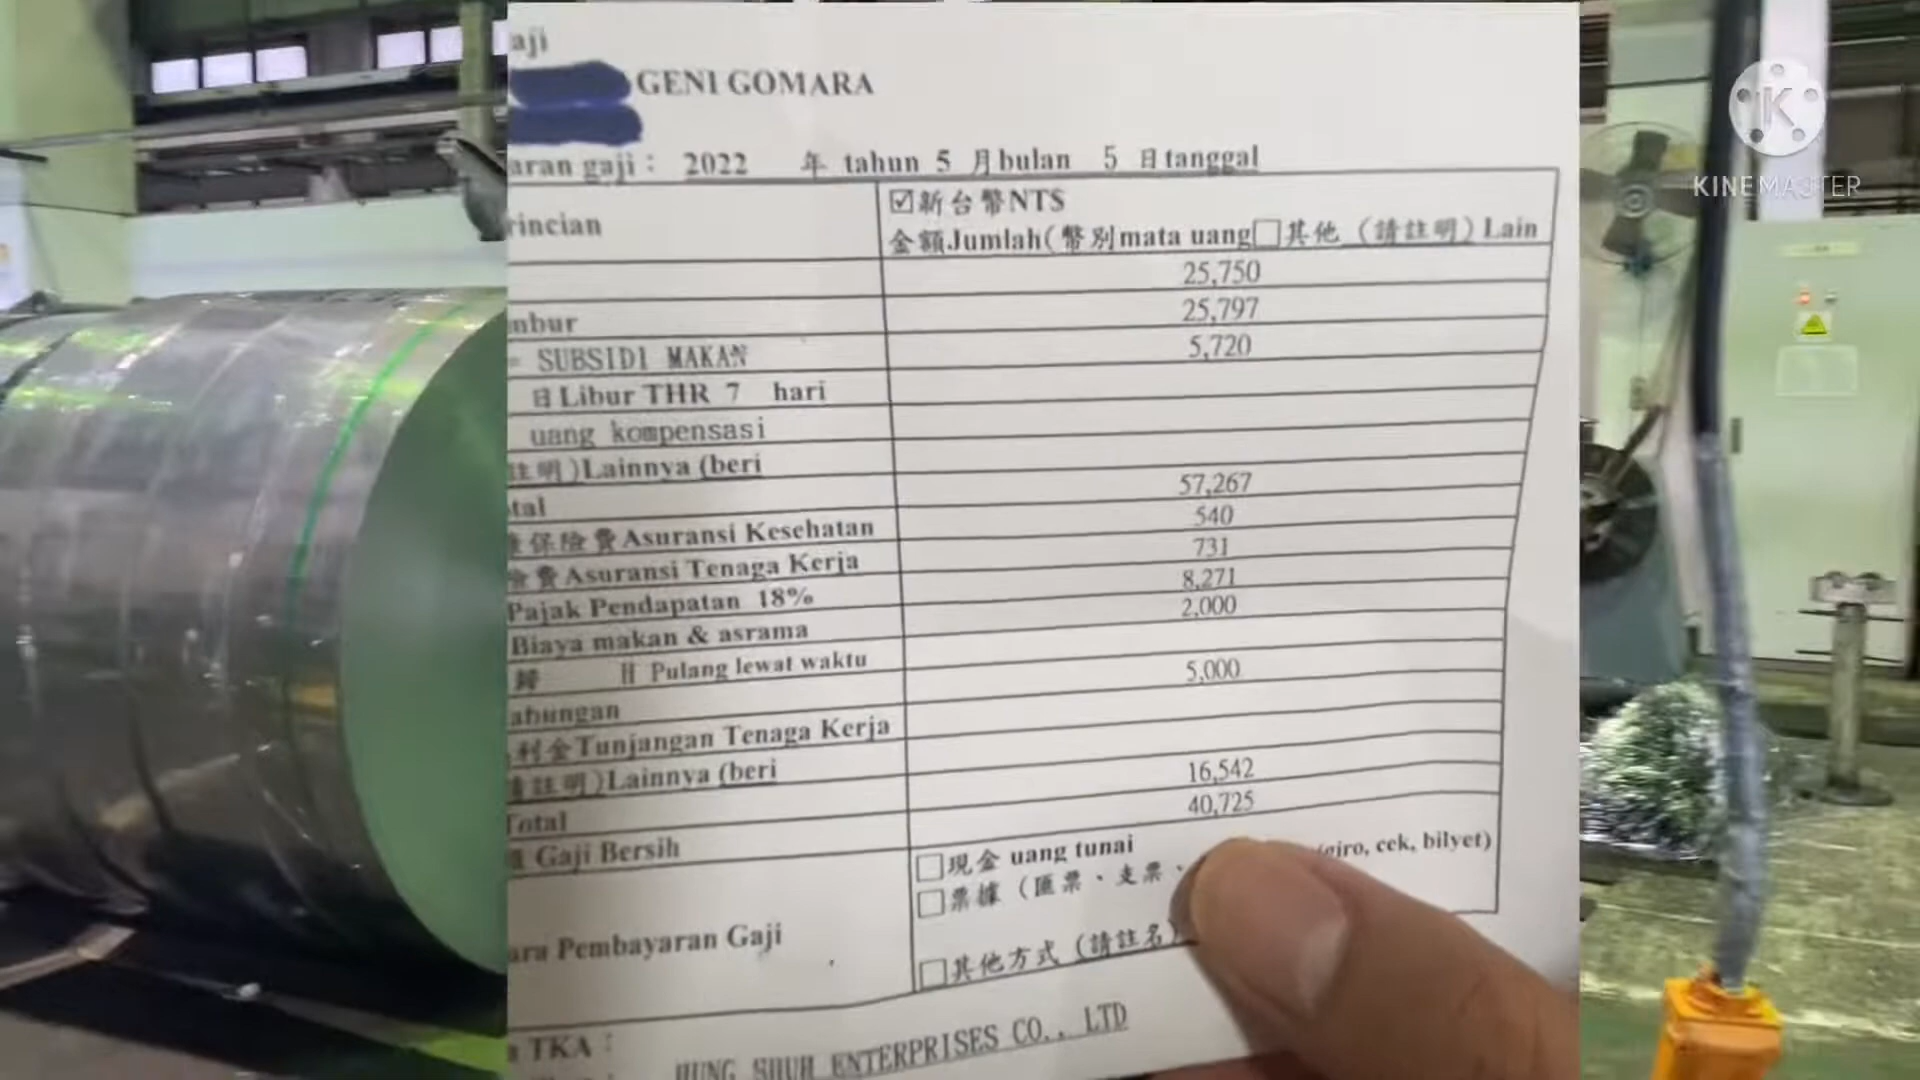 aji
GENI GOMARA
aran gaji： 2022 年 tahun 5 月bulan 5 日tanggal
rincian
☑新台幣NTS
金額Jumlah(幣別mata uang□其他（請註明）Lain
25,750
mbur 25,797
SUBSIDI MAKAN 5,720
日Libur THR 7 hari
uang kompensasi
註明)Lainnya (beri
tal 57,267
保險費Asuransi Kesehatan 540
險費Asuransi Tenaga Kerja 731
Pajak Pendapatan 18% 8,271
Biaya makan & asrama 2,000
歸 日 Pulang lewat waktu
abungan 5,000
利金Tunjangan Tenaga Kerja
請註明)Lainnya (beri
Total 16,542
Gaji Bersih 40,725
ara Pembayaran Gaji
□現金 uang tunai
□票據（匯票、支票、 (giro, cek, bilyet)
□其他方式（請註名）
TKA：
HUNG SHUH ENTERPRISES CO., LTD
K
KINEMASTER